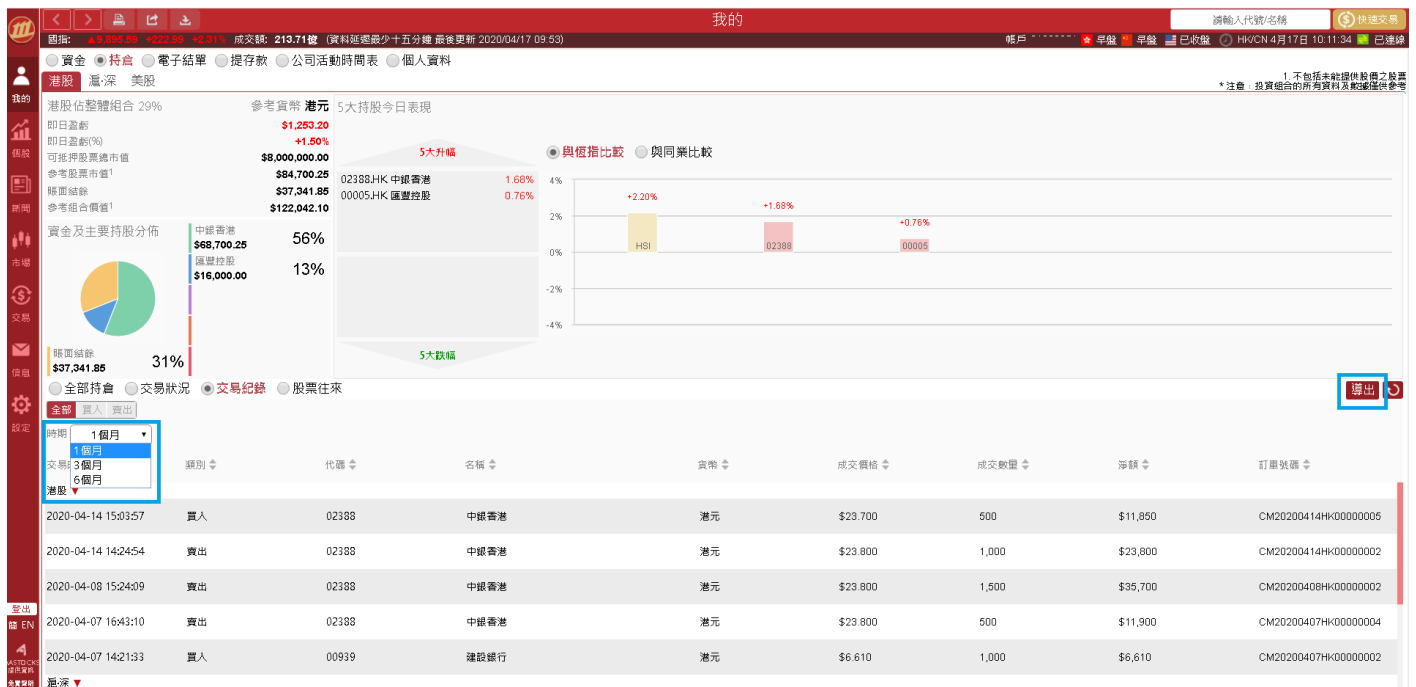 我的
請輸入代號/名稱
快速交易
國指: ▲9,895.59 +222.99 +2.31% 成交額: 213.71億 (資料延遲最少十五分鐘 最後更新 2020/04/17 09:53)
帳戶 早盤 早盤 已收盤 HK/CN 4月17日 10:11:34 已連線
資金 持倉 電子結單 提存款 公司活動時間表 個人資料
港股 滬·深 美股
1. 不包括未能提供股價之股票
*注意 : 投資組合的所有資料及數據僅供參考
我的
個股
新聞
市場
交易
信息
設定
登出
簡 EN
AASTOCKS
提供資訊
免責聲明
港股佔整體組合 29% 參考貨幣 港元
即日盈虧 $1,253.20
即日盈虧(%) +1.50%
可抵押股票總市值 $8,000,000.00
參考股票市值1 $84,700.25
賬面結餘 $37,341.85
參考組合價值1 $122,042.10
資金及主要持股分佈
中銀香港
$68,700.25 56%
匯豐控股
$16,000.00 13%
賬面結餘
$37,341.85 31%
5大持股今日表現
5大升幅
02388.HK 中銀香港 1.68%
00005.HK 匯豐控股 0.76%
5大跌幅
與恆指比較 與同業比較
4%
2%
0%
-2%
-4%
+2.20%
+1.68%
+0.76%
HSI
02388
00005
全部持倉 交易狀況 交易紀錄 股票往來
導出
全部 買入 賣出
時期 1個月
1個月
3個月
6個月
交易 類別 代碼 名稱 貨幣 成交價格 成交數量 淨額 訂單號碼
港股 ▼
2020-04-14 15:03:57 買入 02388 中銀香港 港元 $23.700 500 $11,850 CM20200414HK00000005
2020-04-14 14:24:54 賣出 02388 中銀香港 港元 $23.800 1,000 $23,800 CM20200414HK00000002
2020-04-08 15:24:09 賣出 02388 中銀香港 港元 $23.800 1,500 $35,700 CM20200408HK00000002
2020-04-07 16:43:10 賣出 02388 中銀香港 港元 $23.800 500 $11,900 CM20200407HK00000004
2020-04-07 14:21:33 買入 00939 建設銀行 港元 $6.610 1,000 $6,610 CM20200407HK00000002
滬·深 ▼